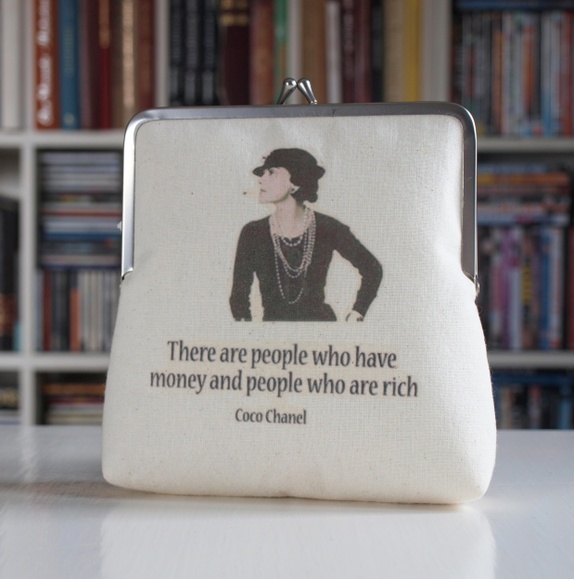 There are people who have
money and people who are rich
Coco Chanel